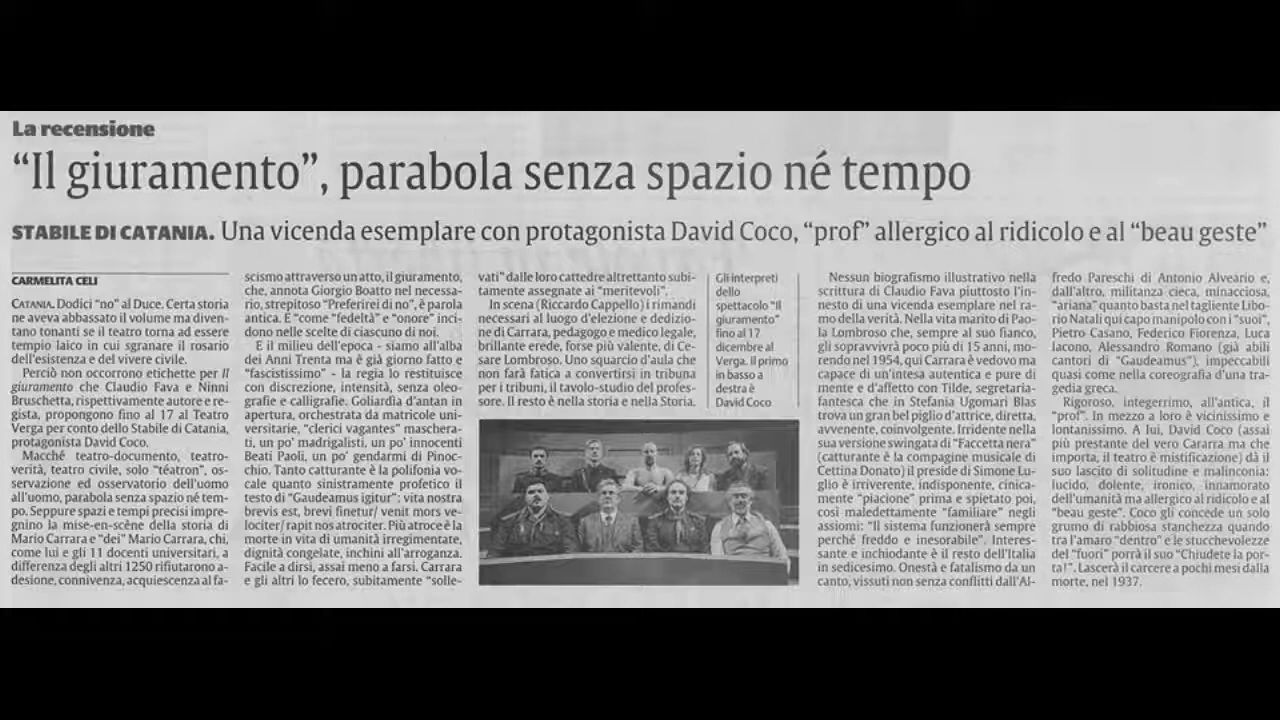 La recensione
“Il giuramento”, parabola senza spazio né tempo
STABILE DI CATANIA. Una vicenda esemplare con protagonista David Coco, “prof” allergico al ridicolo e al “beau geste”
CARMELITA CELI
CATANIA. Dodici “no” al Duce. Certa storia
ne aveva abbassato il volume ma diven-
tano tonanti se il teatro torna ad essere
tempio laico in cui sgranare il rosario
dell'esistenza e del vivere civile.
Perciò non occorrono etichette per Il
giuramento che Claudio Fava e Ninni
Bruschetta, rispettivamente autore e re-
gista, propongono fino al 17 al Teatro
Verga per conto dello Stabile di Catania,
protagonista David Coco.
Macché teatro-documento, teatro-
verità, teatro civile, solo “téatron”, os-
servazione ed osservatorio dell'uomo
all'uomo, parabola senza spazio né tem-
po. Seppure spazi e tempi precisi impre-
gnino la mise-en-scène della storia di
Mario Carrara e “dei” Mario Carrara, chi,
come lui e gli 11 docenti universitari, a
differenza degli altri 1250 rifiutarono a-
desione, connivenza, acquiescenza al fa-
scismo attraverso un atto, il giuramento,
che, annota Giorgio Boatto nel necessa-
rio, strepitoso “Preferirei di no”, è parola
antica. E “come “fedeltà” e “onore” inci-
dono nelle scelte di ciascuno di noi.
E il milieu dell'epoca - siamo all'alba
dei Anni Trenta ma è già giorno fatto e
“fascistissimo” - la regia lo restituisce
con discrezione, intensità, senza oleo-
grafie e calligrafie. Goliardia d'antan in
apertura, orchestrata da matricole uni-
versitarie, “clerici vagantes” maschera-
ti, un po' madrigalisti, un po' innocenti
Beati Paoli, un po' gendarmi di Pinoc-
chio. Tanto catturante è la polifonia vo-
cale quanto sinistramente profetico il
testo di “Gaudeamus igitur”: vita nostra
brevis est, brevi finetur/ venit mors ve-
lociter/ rapit nos atrociter. Più atroce è la
morte in vita di umanità irregimentate,
dignità congelate, inchini all'arroganza.
Facile a dirsi, assai meno a farsi. Carrara
e gli altri lo fecero, subitamente “solle-
vati” dalle loro cattedre altrettanto subi-
tamente assegnate ai “meritevoli”.
In scena (Riccardo Cappello) i rimandi
necessari al luogo d'elezione e dedizio-
ne di Carrara, pedagogo e medico legale,
brillante erede, forse più valente, di Ce-
sare Lombroso. Uno squarcio d'aula che
non farà fatica a convertirsi in tribuna
per i tribuni, il tavolo-studio del profes-
sore. Il resto è nella storia e nella Storia.
Gli interpreti
dello
spettacolo “Il
giuramento”
fino al 17
dicembre al
Verga. Il primo
in basso a
destra è
David Coco
Nessun biografismo illustrativo nella
scrittura di Claudio Fava piuttosto l'in-
nesto di una vicenda esemplare nel ra-
mo della verità. Nella vita marito di Pao-
la Lombroso che, sempre al suo fianco,
gli sopravvivrà poco più di 15 anni, mo-
rendo nel 1954, qui Carrara è vedovo ma
capace di un'intesa autentica e pure di
mente e d'affetto con Tilde, segretaria-
fantesca che in Stefania Ugomari Blas
trova un gran bel piglio d'attrice, diretta,
avvenente, coinvolgente. Irridente nella
sua versione swingata di “Faccetta nera”
(catturante è la compagine musicale di
Cettina Donato) il preside di Simone Lu-
glio è irriverente, indisponente, cinica-
mente “piacione” prima e spietato poi,
così maledettamente “familiare” negli
assiomi: “Il sistema funzionerà sempre
perché freddo e inesorabile”. Interes-
sante e inchiodante è il resto dell'Italia
in sedicesimo. Onestà e fatalismo da un
canto, vissuti non senza conflitti dall'Al-
fredo Pareschi di Antonio Alveario e,
dall'altro, militanza cieca, minacciosa,
“ariana” quanto basta nel tagliente Libe-
rio Natali qui capo manipolo con i “suoi”,
Pietro Casano, Federico Fiorenza, Luca
Iacono, Alessandro Romano (già abili
cantori di “Gaudeamus”), impeccabili
quasi come nella coreografia d'una tra-
gedia greca.
Rigoroso, integerrimo, all'antica, il
“prof”. In mezzo a loro è vicinissimo e
lontanissimo. A lui, David Coco (assai
più prestante del vero Cararra ma che
importa, il teatro è mistificazione) dà il
suo lascito di solitudine e malinconia:
lucido, dolente, ironico, innamorato
dell'umanità ma allergico al ridicolo e al
“beau geste”. Coco gli concede un solo
grumo di rabbiosa stanchezza quando
tra l'amaro “dentro” e le stucchevolezze
del “fuori” porrà il suo “Chiudete la por-
ta!”. Lascerà il carcere a pochi mesi dalla
morte, nel 1937.